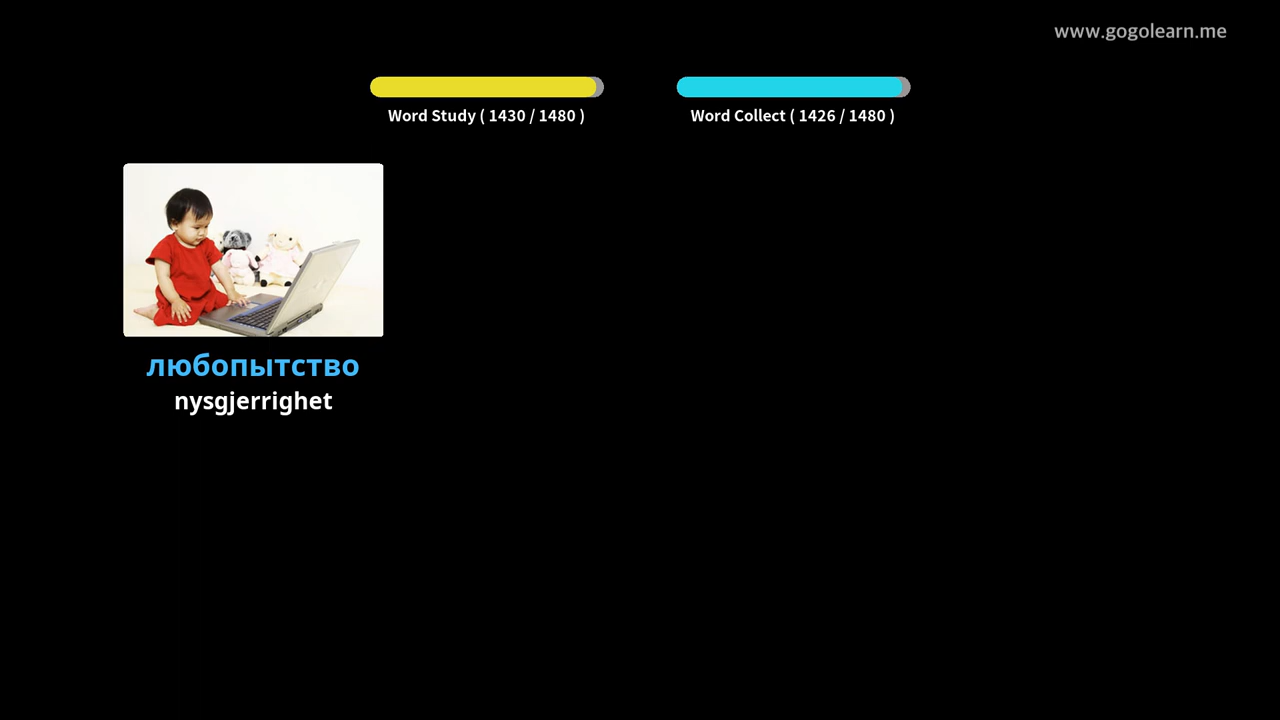 www.gogolearn.me
Word Study ( 1430 / 1480 )
Word Collect ( 1426 / 1480 )
любопытство
nysgjerrighet